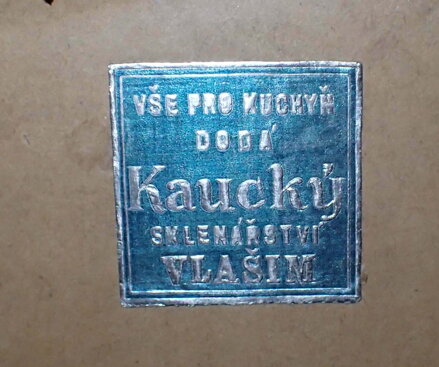 VŠE PRO KUCHYŇ
DODÁ
Kaucký
SKLENÁŘSTVÍ
VLAŠIM